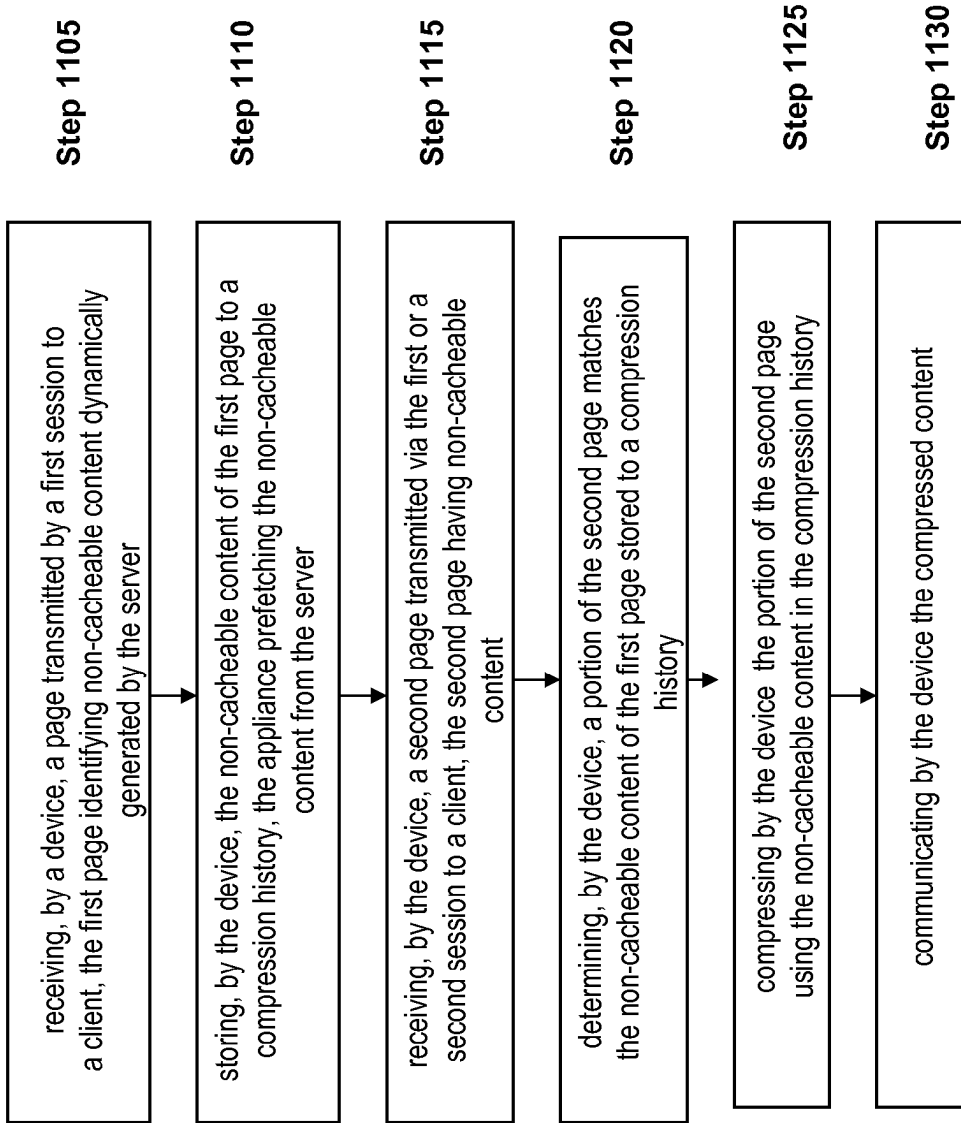 receiving, by a device, a page transmitted by a first session to
a client, the first page identifying non-cacheable content dynamically
generated by the server
Step 1105
storing, by the device, the non-cacheable content of the first page to a
compression history, the appliance prefetching the non-cacheable
content from the server
Step 1110
receiving, by the device, a second page transmitted via the first or a
second session to a client, the second page having non-cacheable
content
Step 1115
determining, by the device, a portion of the second page matches
the non-cacheable content of the first page stored to a compression
history
Step 1120
compressing by the device the portion of the second page
using the non-cacheable content in the compression history
Step 1125
communicating by the device the compressed content
Step 1130